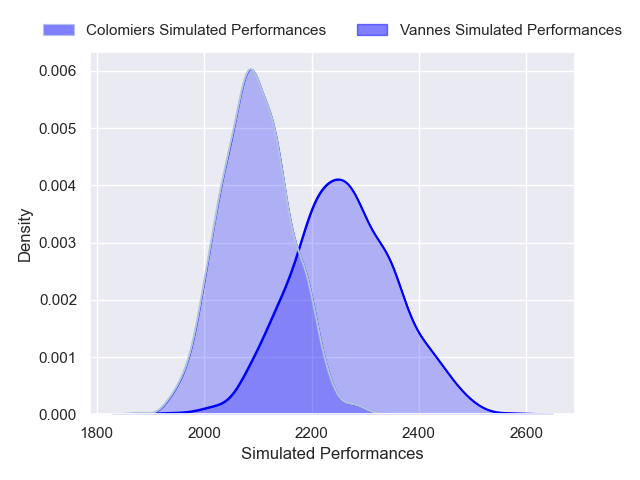 Colomiers Simulated Performances Vannes Simulated Performances
0.006
0.005
0.004
0.003
0.002
0.001
0.000
Density
1800 2000 2200 2400 2600
Simulated Performances